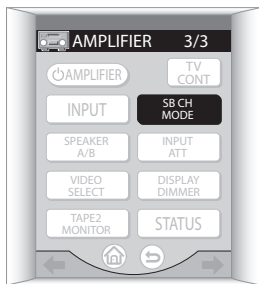 AMPLIFIER 3/3
AMPLIFIER
TV
CONT
INPUT
SB CH
MODE
SPEAKER
A/B
INPUT
ATT
VIDEO
SELECT
DISPLAY
DIMMER
TAPE2
MONITOR
STATUS